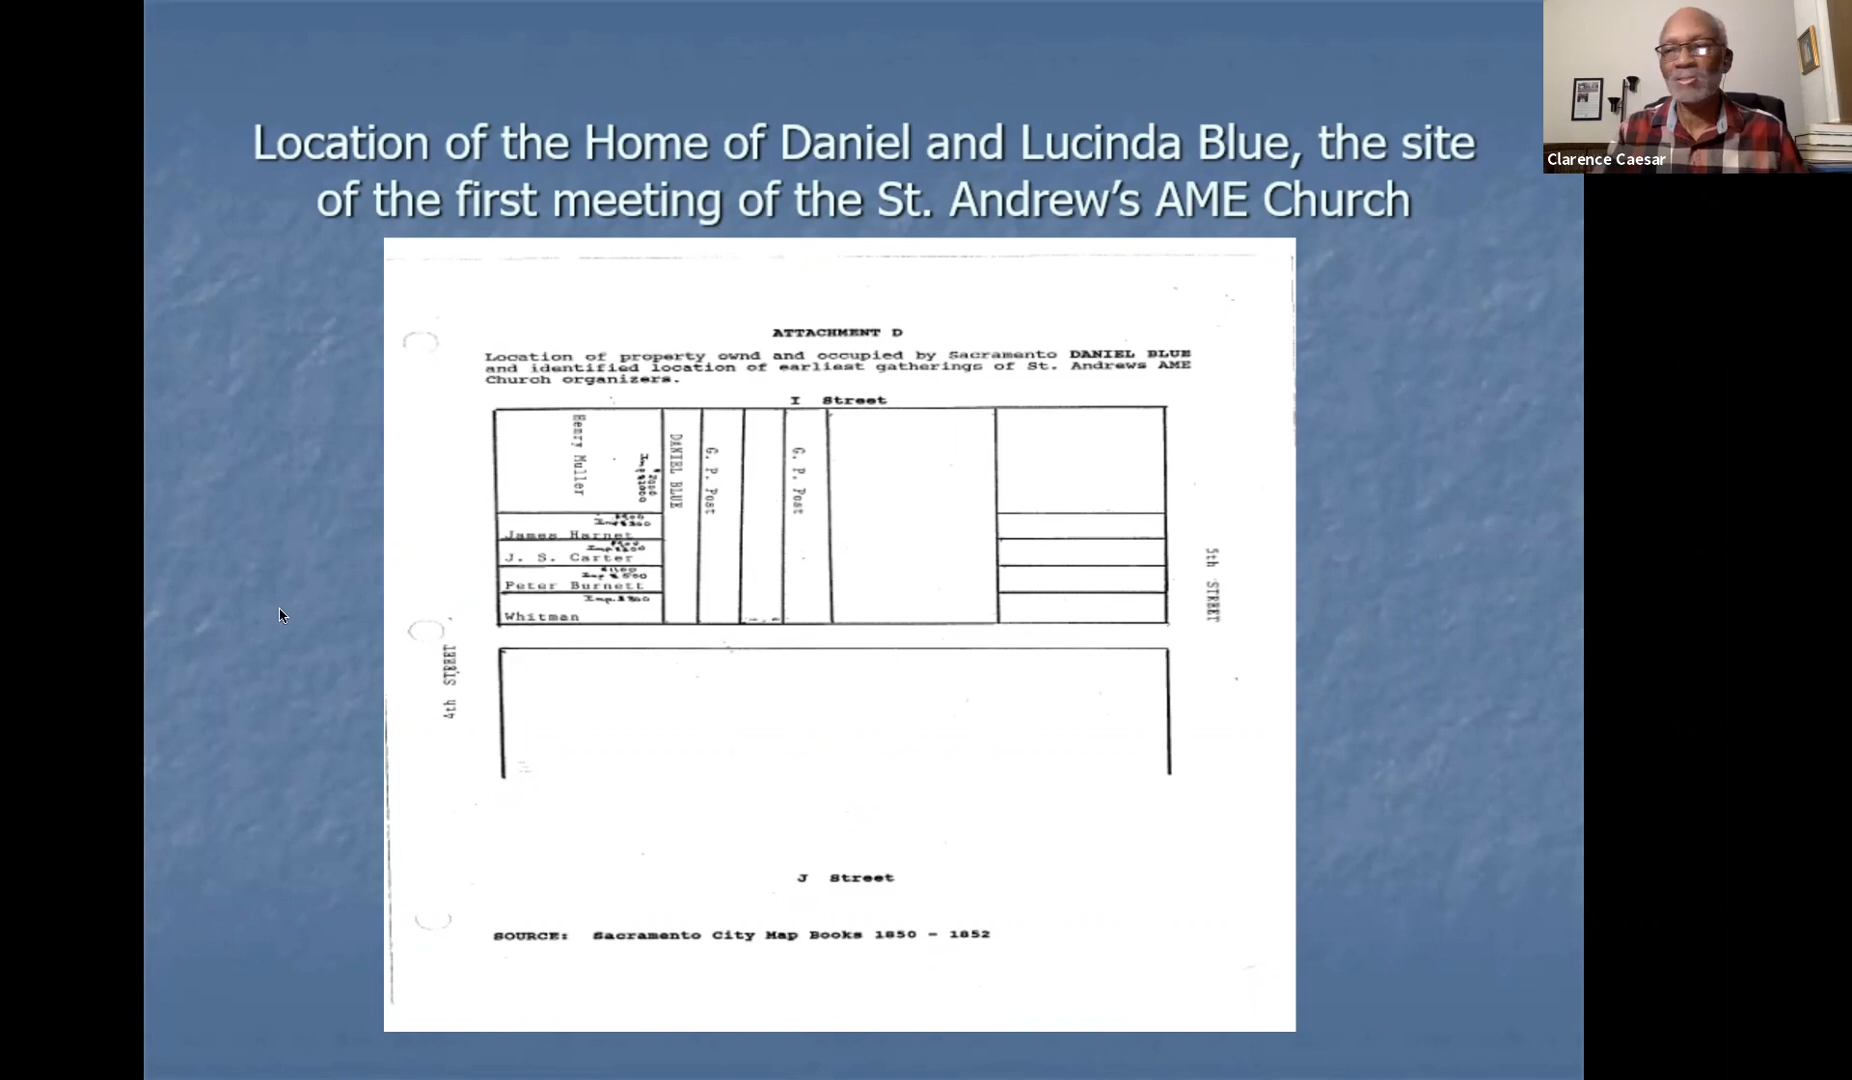 Location of the Home of Daniel and Lucinda Blue, the site
of the first meeting of the St. Andrew's AME Church
Clarence Caesar
ATTACHMENT D
Location of property ownd and occupied by Sacramento DANIEL BLUE
and identified location of earliest gatherings of St. Andrews AME
Church organizers.
I Street
Henry Muller
DANIEL BLUE
G. P. Post
G. P. Post
James Harnet
J. S. Carter
Peter Burnett
Whitman
5th STREET
4th STREET
J Street
SOURCE: Sacramento City Map Books 1850 - 1852